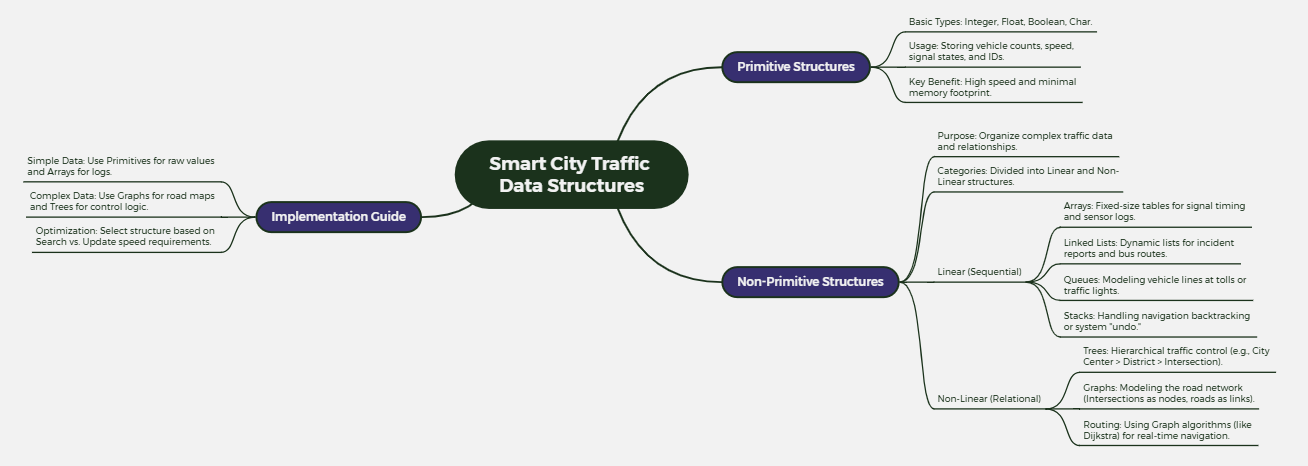 Smart City Traffic
Data Structures
Primitive Structures
Basic Types: Integer, Float, Boolean, Char.
Usage: Storing vehicle counts, speed,
signal states, and IDs.
Key Benefit: High speed and minimal
memory footprint.
Non-Primitive Structures
Purpose: Organize complex traffic data
and relationships.
Categories: Divided into Linear and Non-
Linear structures.
Linear (Sequential)
Arrays: Fixed-size tables for signal timing
and sensor logs.
Linked Lists: Dynamic lists for incident
reports and bus routes.
Queues: Modeling vehicle lines at tolls or
traffic lights.
Stacks: Handling navigation backtracking
or system "undo."
Non-Linear (Relational)
Trees: Hierarchical traffic control (e.g., City
Center > District > Intersection).
Graphs: Modeling the road network
(Intersections as nodes, roads as links).
Routing: Using Graph algorithms (like
Dijkstra) for real-time navigation.
Implementation Guide
Simple Data: Use Primitives for raw values
and Arrays for logs.
Complex Data: Use Graphs for road maps
and Trees for control logic.
Optimization: Select structure based on
Search vs. Update speed requirements.